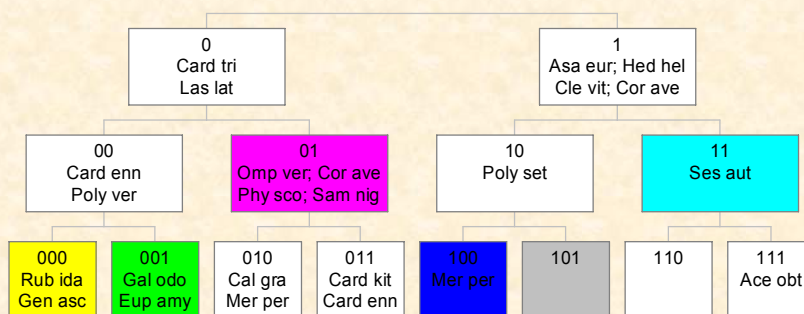 0
Card tri
Las lat
1
Asa eur; Hed hel
Cle vit; Cor ave
00
Card enn
Poly ver
01
Omp ver; Cor ave
Phy sco; Sam nig
10
Poly set
11
Ses aut
000
Rub ida
Gen asc
001
Gal odo
Eup amy
010
Cal gra
Mer per
011
Card kit
Card enn
100
Mer per
101
110
111
Ace obt